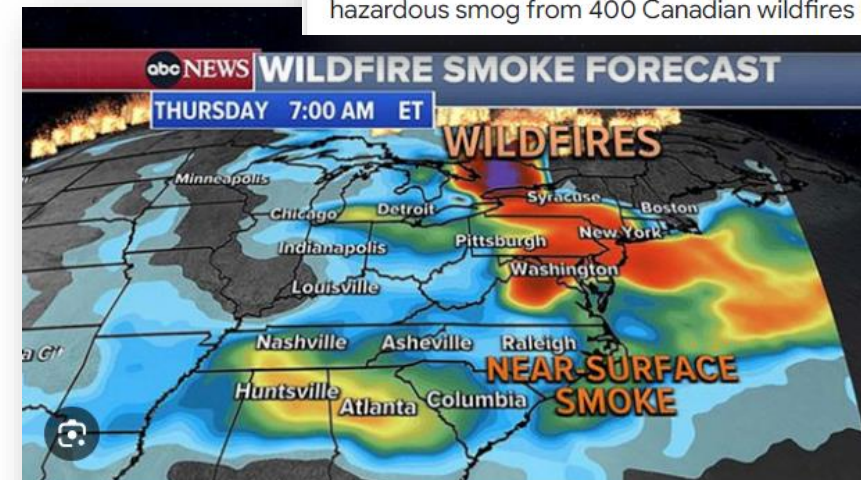 hazardous smog from 400 Canadian wildfires
abc NEWS WILDFIRE SMOKE FORECAST
THURSDAY 7:00 AM ET
WILDFIRES
Minneapolis
Syracuse
Chicago Detroit Boston
New York
Indianapolis Pittsburgh
Washington
Louisville
Nashville Asheville Raleigh
NEAR-SURFACE
Huntsville
Atlanta Columbia SMOKE